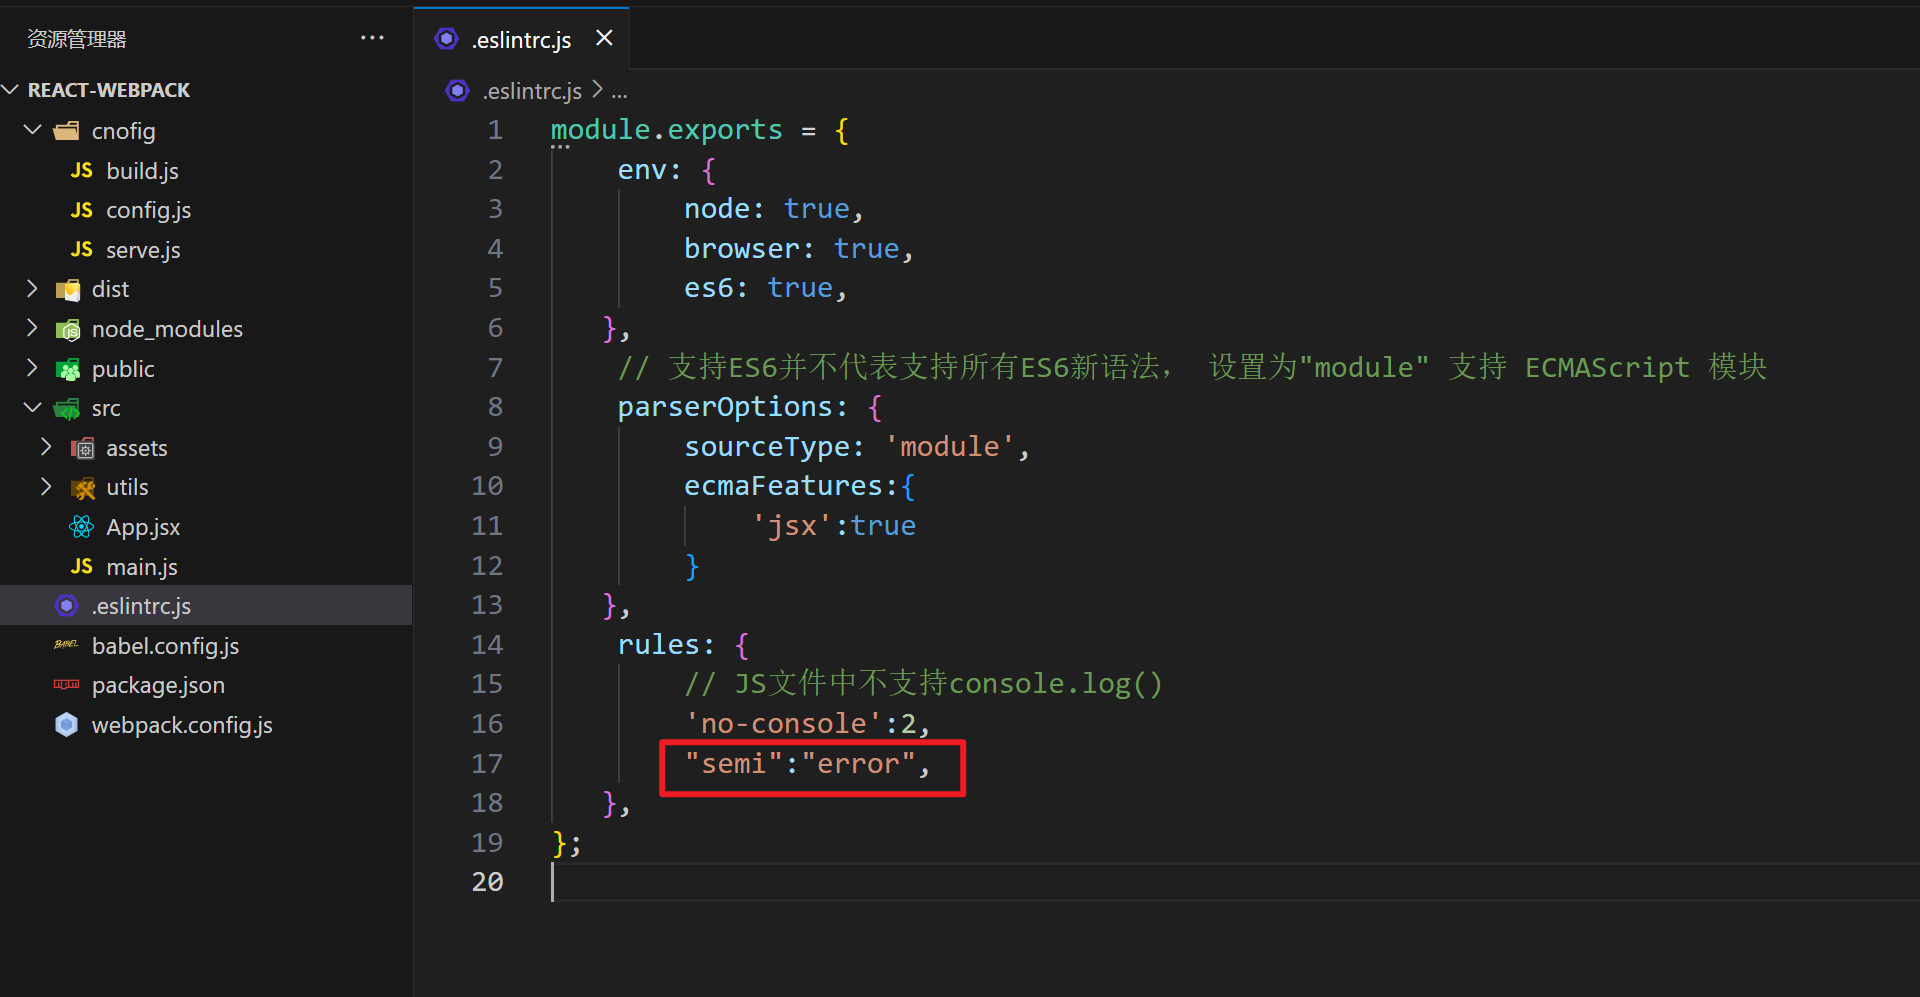 资源管理器
REACT-WEBPACK
cnofig
JS build.js
JS config.js
JS serve.js
dist
node_modules
public
src
assets
utils
App.jsx
JS main.js
.eslintrc.js
BABEL babel.config.js
package.json
webpack.config.js
.eslintrc.js
.eslintrc.js > ...
1 module.exports = {
2 env: {
3 node: true,
4 browser: true,
5 es6: true,
6 },
7 // 支持ES6并不代表支持所有ES6新语法， 设置为"module" 支持 ECMAScript 模块
8 parserOptions: {
9 sourceType: 'module',
10 ecmaFeatures:{
11 'jsx':true
12 }
13 },
14 rules: {
15 // JS文件中不支持console.log()
16 'no-console':2,
17 "semi":"error",
18 },
19 };
20